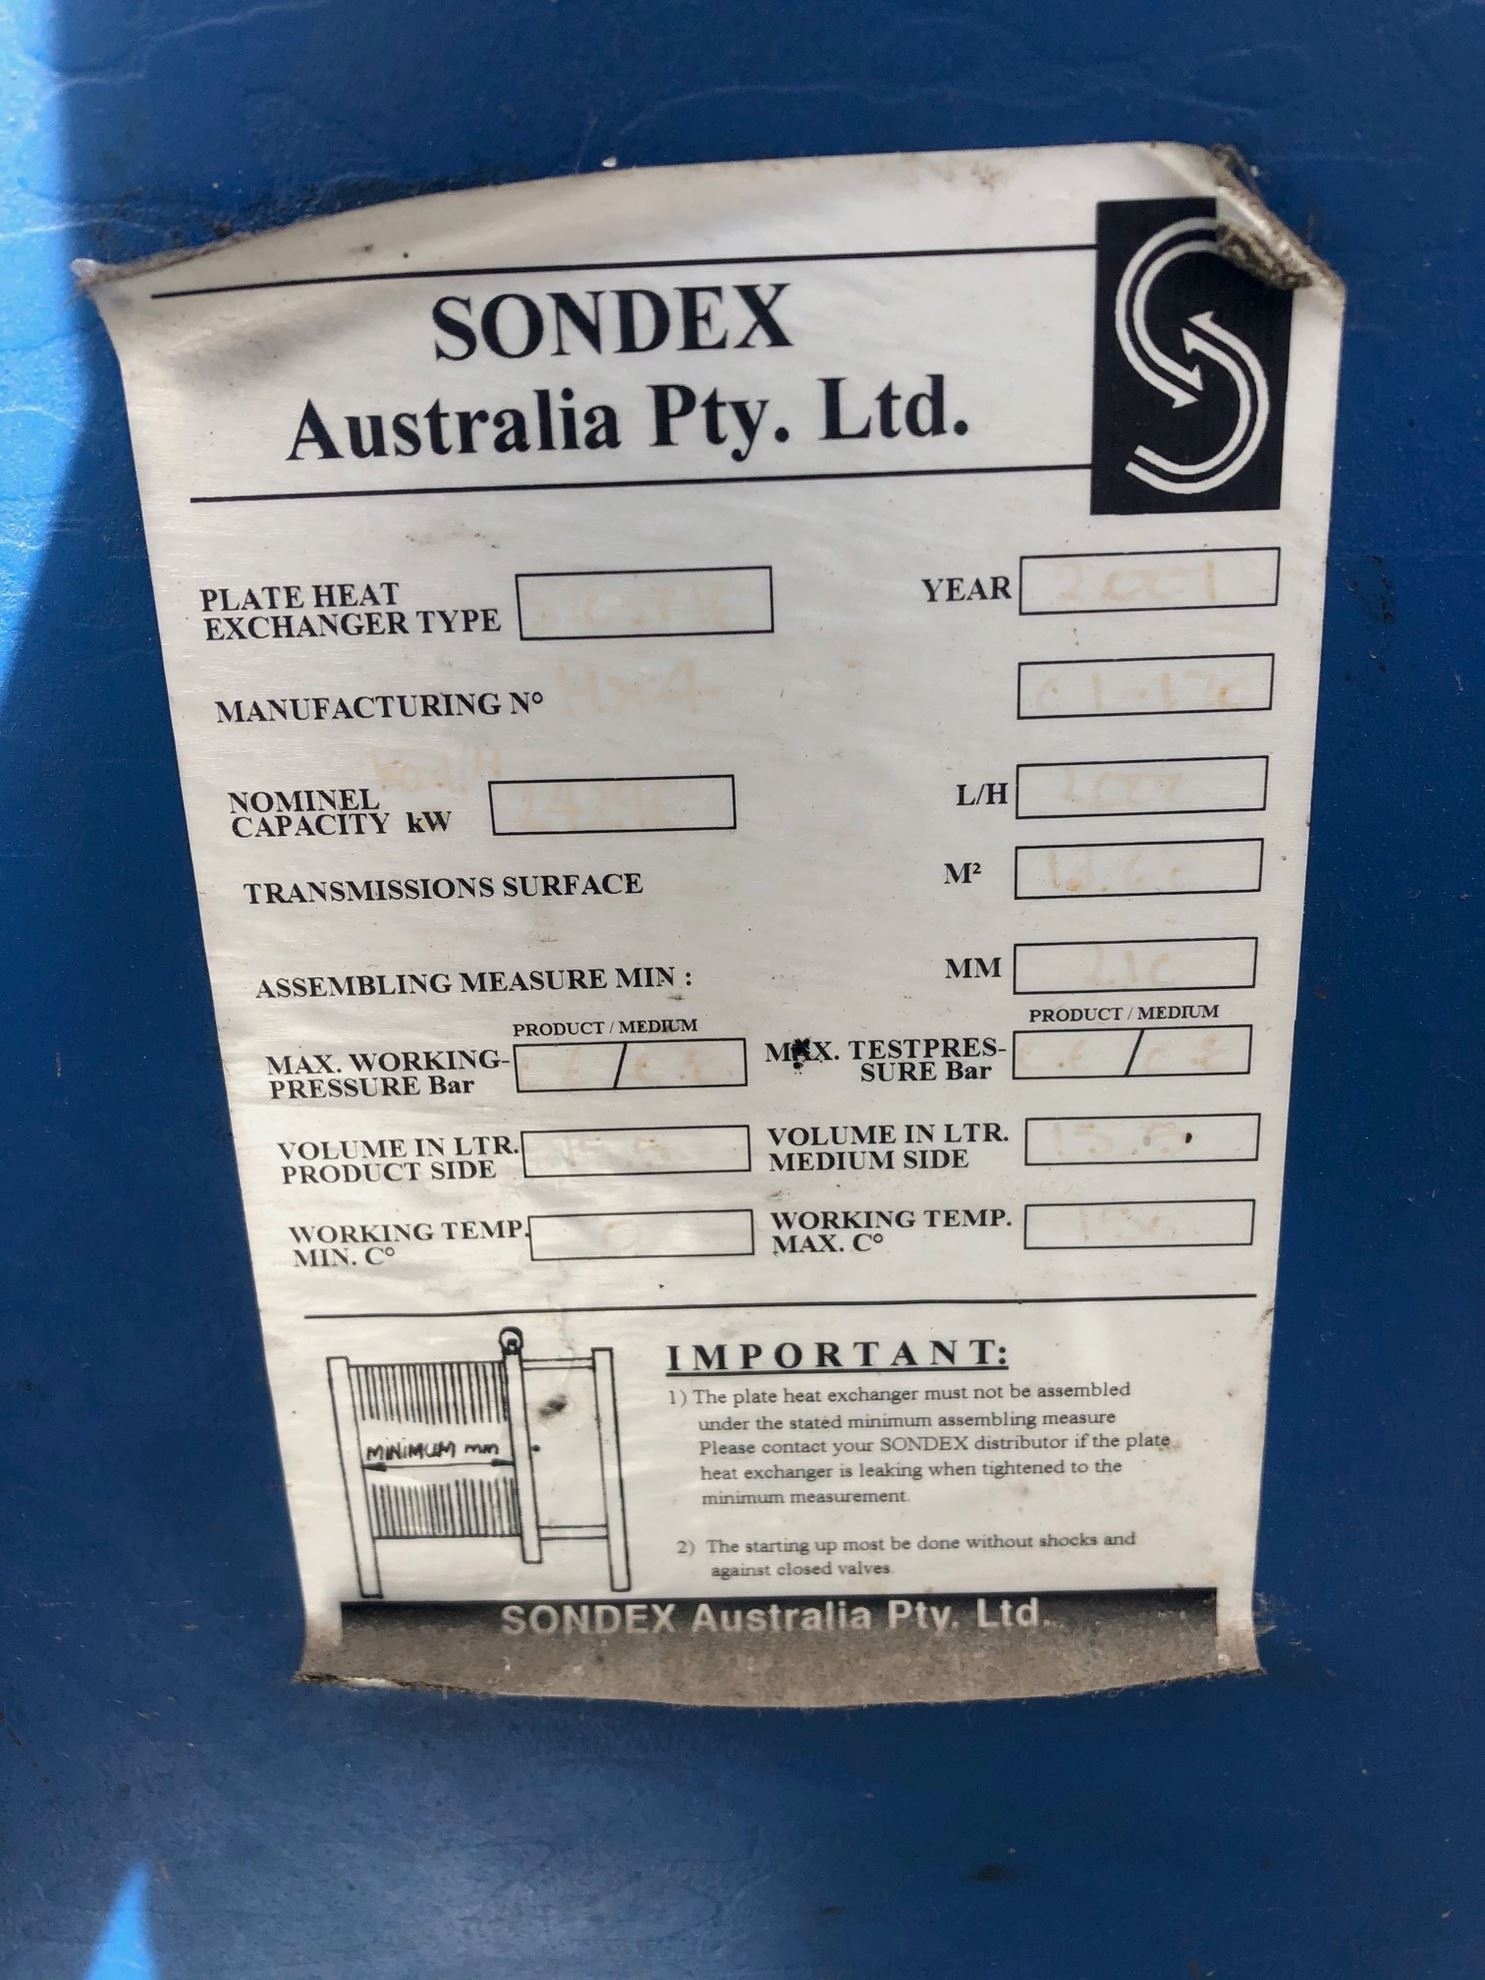 SONDEX
Australia Pty. Ltd.
PLATE HEAT
EXCHANGER TYPE
YEAR 2001
MANUFACTURING Nº HxA
NOMINEL
CAPACITY kW
L/H
TRANSMISSIONS SURFACE M²
ASSEMBLING MEASURE MIN : MM
PRODUCT / MEDIUM
PRODUCT / MEDIUM
MAX. WORKING-
PRESSURE Bar
MAX. TESTPRES-
SURE Bar
VOLUME IN LTR.
PRODUCT SIDE
VOLUME IN LTR.
MEDIUM SIDE
WORKING TEMP.
MIN. Cº
WORKING TEMP.
MAX. Cº
MINIMUM mm
IMPORTANT:
1) The plate heat exchanger must not be assembled
under the stated minimum assembling measure
Please contact your SONDEX distributor if the plate
heat exchanger is leaking when tightened to the
minimum measurement.
2) The starting up most be done without shocks and
against closed valves.
SONDEX Australia Pty. Ltd.